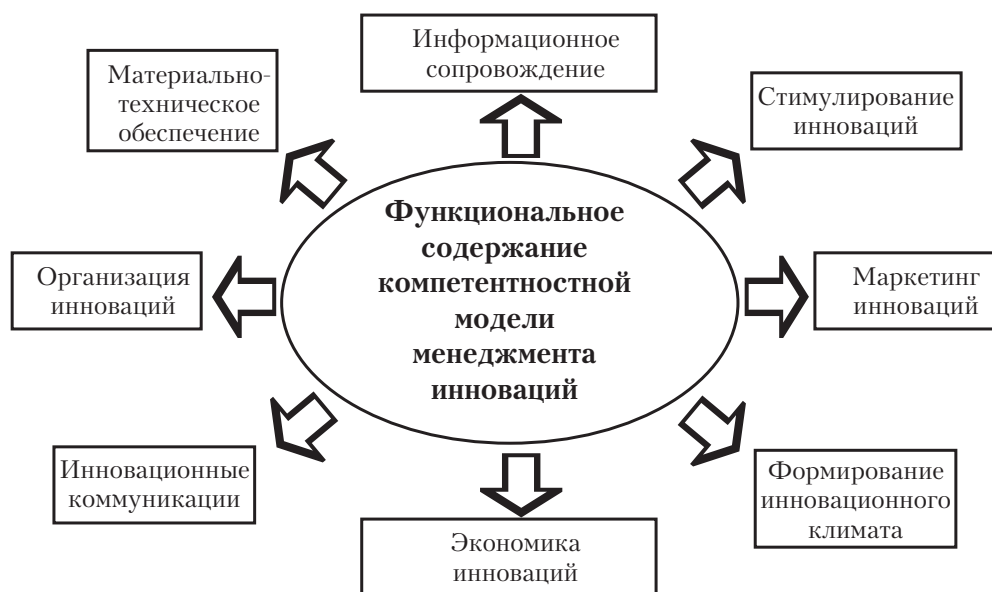 Информационное
сопровождение
Материально-
техническое
обеспечение
Стимулирование
инноваций
Функциональное
содержание
компетентностной
модели
менеджмента
инноваций
Организация
инноваций
Маркетинг
инноваций
Инновационные
коммуникации
Формирование
инновационного
климата
Экономика
инноваций